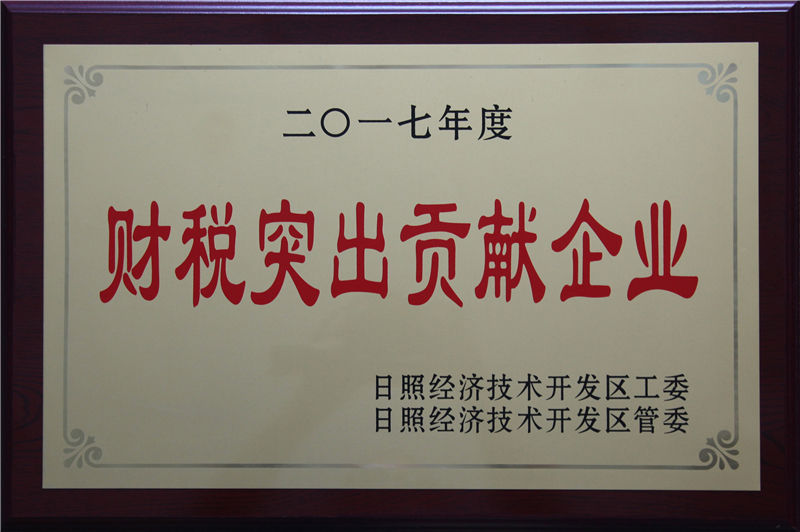 二〇一七年度
财税突出贡献企业
日照经济技术开发区工委
日照经济技术开发区管委